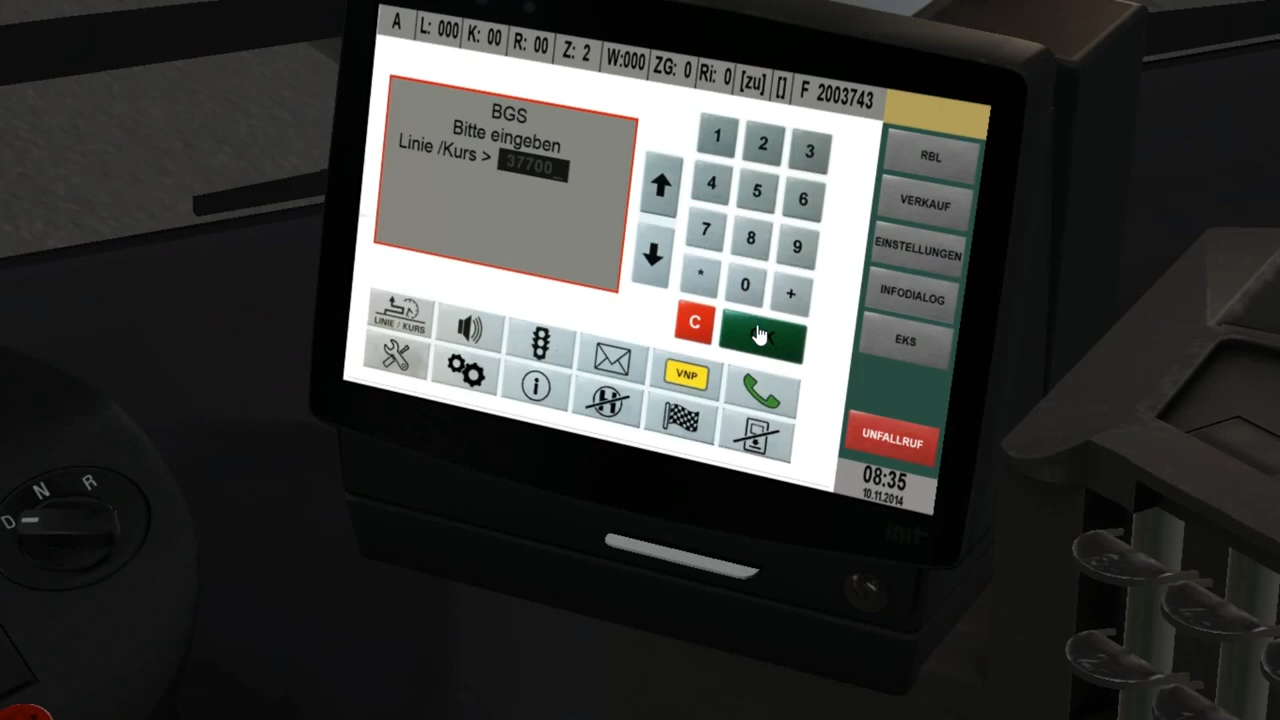 A L: 000 K: 00 R: 00 Z: 2 W:000 ZG: 0 Ri: 0 [zu] [] F 2003743
BGS
Bitte eingeben
Linie /Kurs > 37700_
1 2 3
4 5 6
7 8 9
* 0 +
C
RBL
VERKAUF
EINSTELLUNGEN
INFODIALOG
EKS
UNFALLRUF
08:35
10.11.2014
LINIE / KURS
VNP
i
H
init
D N R